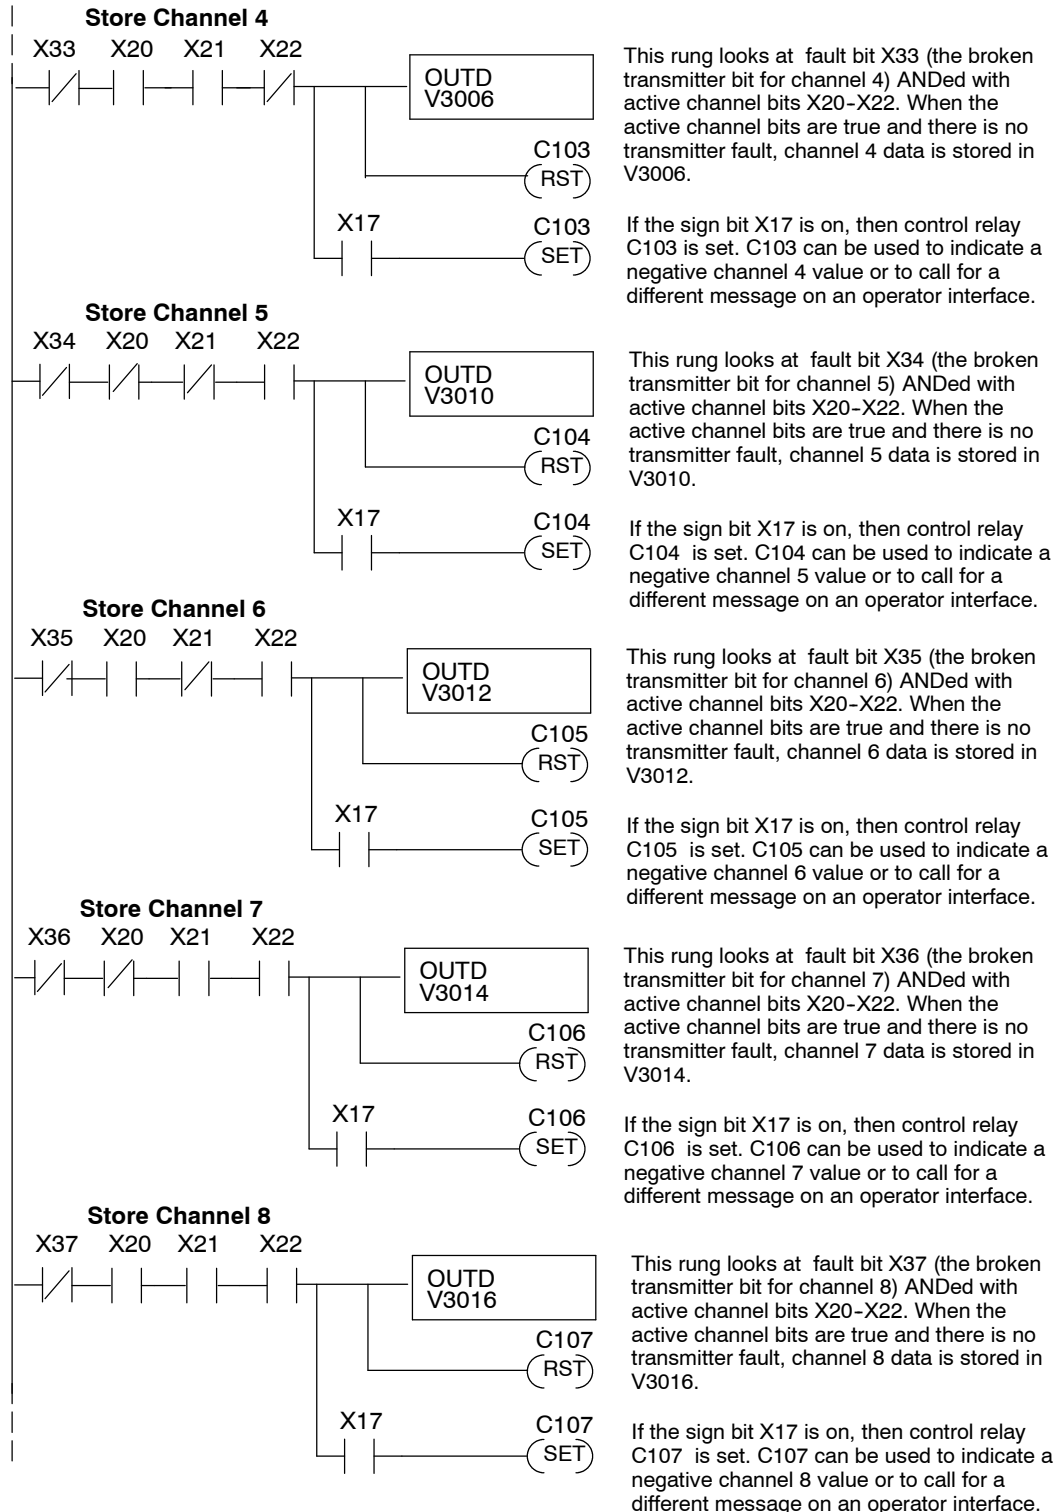 Store Channel 4
X33 X20 X21 X22
OUTD
V3006
C103
RST
X17
C103
SET
This rung looks at fault bit X33 (the broken
transmitter bit for channel 4) ANDed with
active channel bits X20-X22. When the
active channel bits are true and there is no
transmitter fault, channel 4 data is stored in
V3006.
If the sign bit X17 is on, then control relay
C103 is set. C103 can be used to indicate a
negative channel 4 value or to call for a
different message on an operator interface.
Store Channel 5
X34 X20 X21 X22
OUTD
V3010
C104
RST
X17
C104
SET
This rung looks at fault bit X34 (the broken
transmitter bit for channel 5) ANDed with
active channel bits X20-X22. When the
active channel bits are true and there is no
transmitter fault, channel 5 data is stored in
V3010.
If the sign bit X17 is on, then control relay
C104 is set. C104 can be used to indicate a
negative channel 5 value or to call for a
different message on an operator interface.
Store Channel 6
X35 X20 X21 X22
OUTD
V3012
C105
RST
X17
C105
SET
This rung looks at fault bit X35 (the broken
transmitter bit for channel 6) ANDed with
active channel bits X20-X22. When the
active channel bits are true and there is no
transmitter fault, channel 6 data is stored in
V3012.
If the sign bit X17 is on, then control relay
C105 is set. C105 can be used to indicate a
negative channel 6 value or to call for a
different message on an operator interface.
Store Channel 7
X36 X20 X21 X22
OUTD
V3014
C106
RST
X17
C106
SET
This rung looks at fault bit X36 (the broken
transmitter bit for channel 7) ANDed with
active channel bits X20-X22. When the
active channel bits are true and there is no
transmitter fault, channel 7 data is stored in
V3014.
If the sign bit X17 is on, then control relay
C106 is set. C106 can be used to indicate a
negative channel 7 value or to call for a
different message on an operator interface.
Store Channel 8
X37 X20 X21 X22
OUTD
V3016
C107
RST
X17
C107
SET
This rung looks at fault bit X37 (the broken
transmitter bit for channel 8) ANDed with
active channel bits X20-X22. When the
active channel bits are true and there is no
transmitter fault, channel 8 data is stored in
V3016.
If the sign bit X17 is on, then control relay
C107 is set. C107 can be used to indicate a
negative channel 8 value or to call for a
different message on an operator interface.